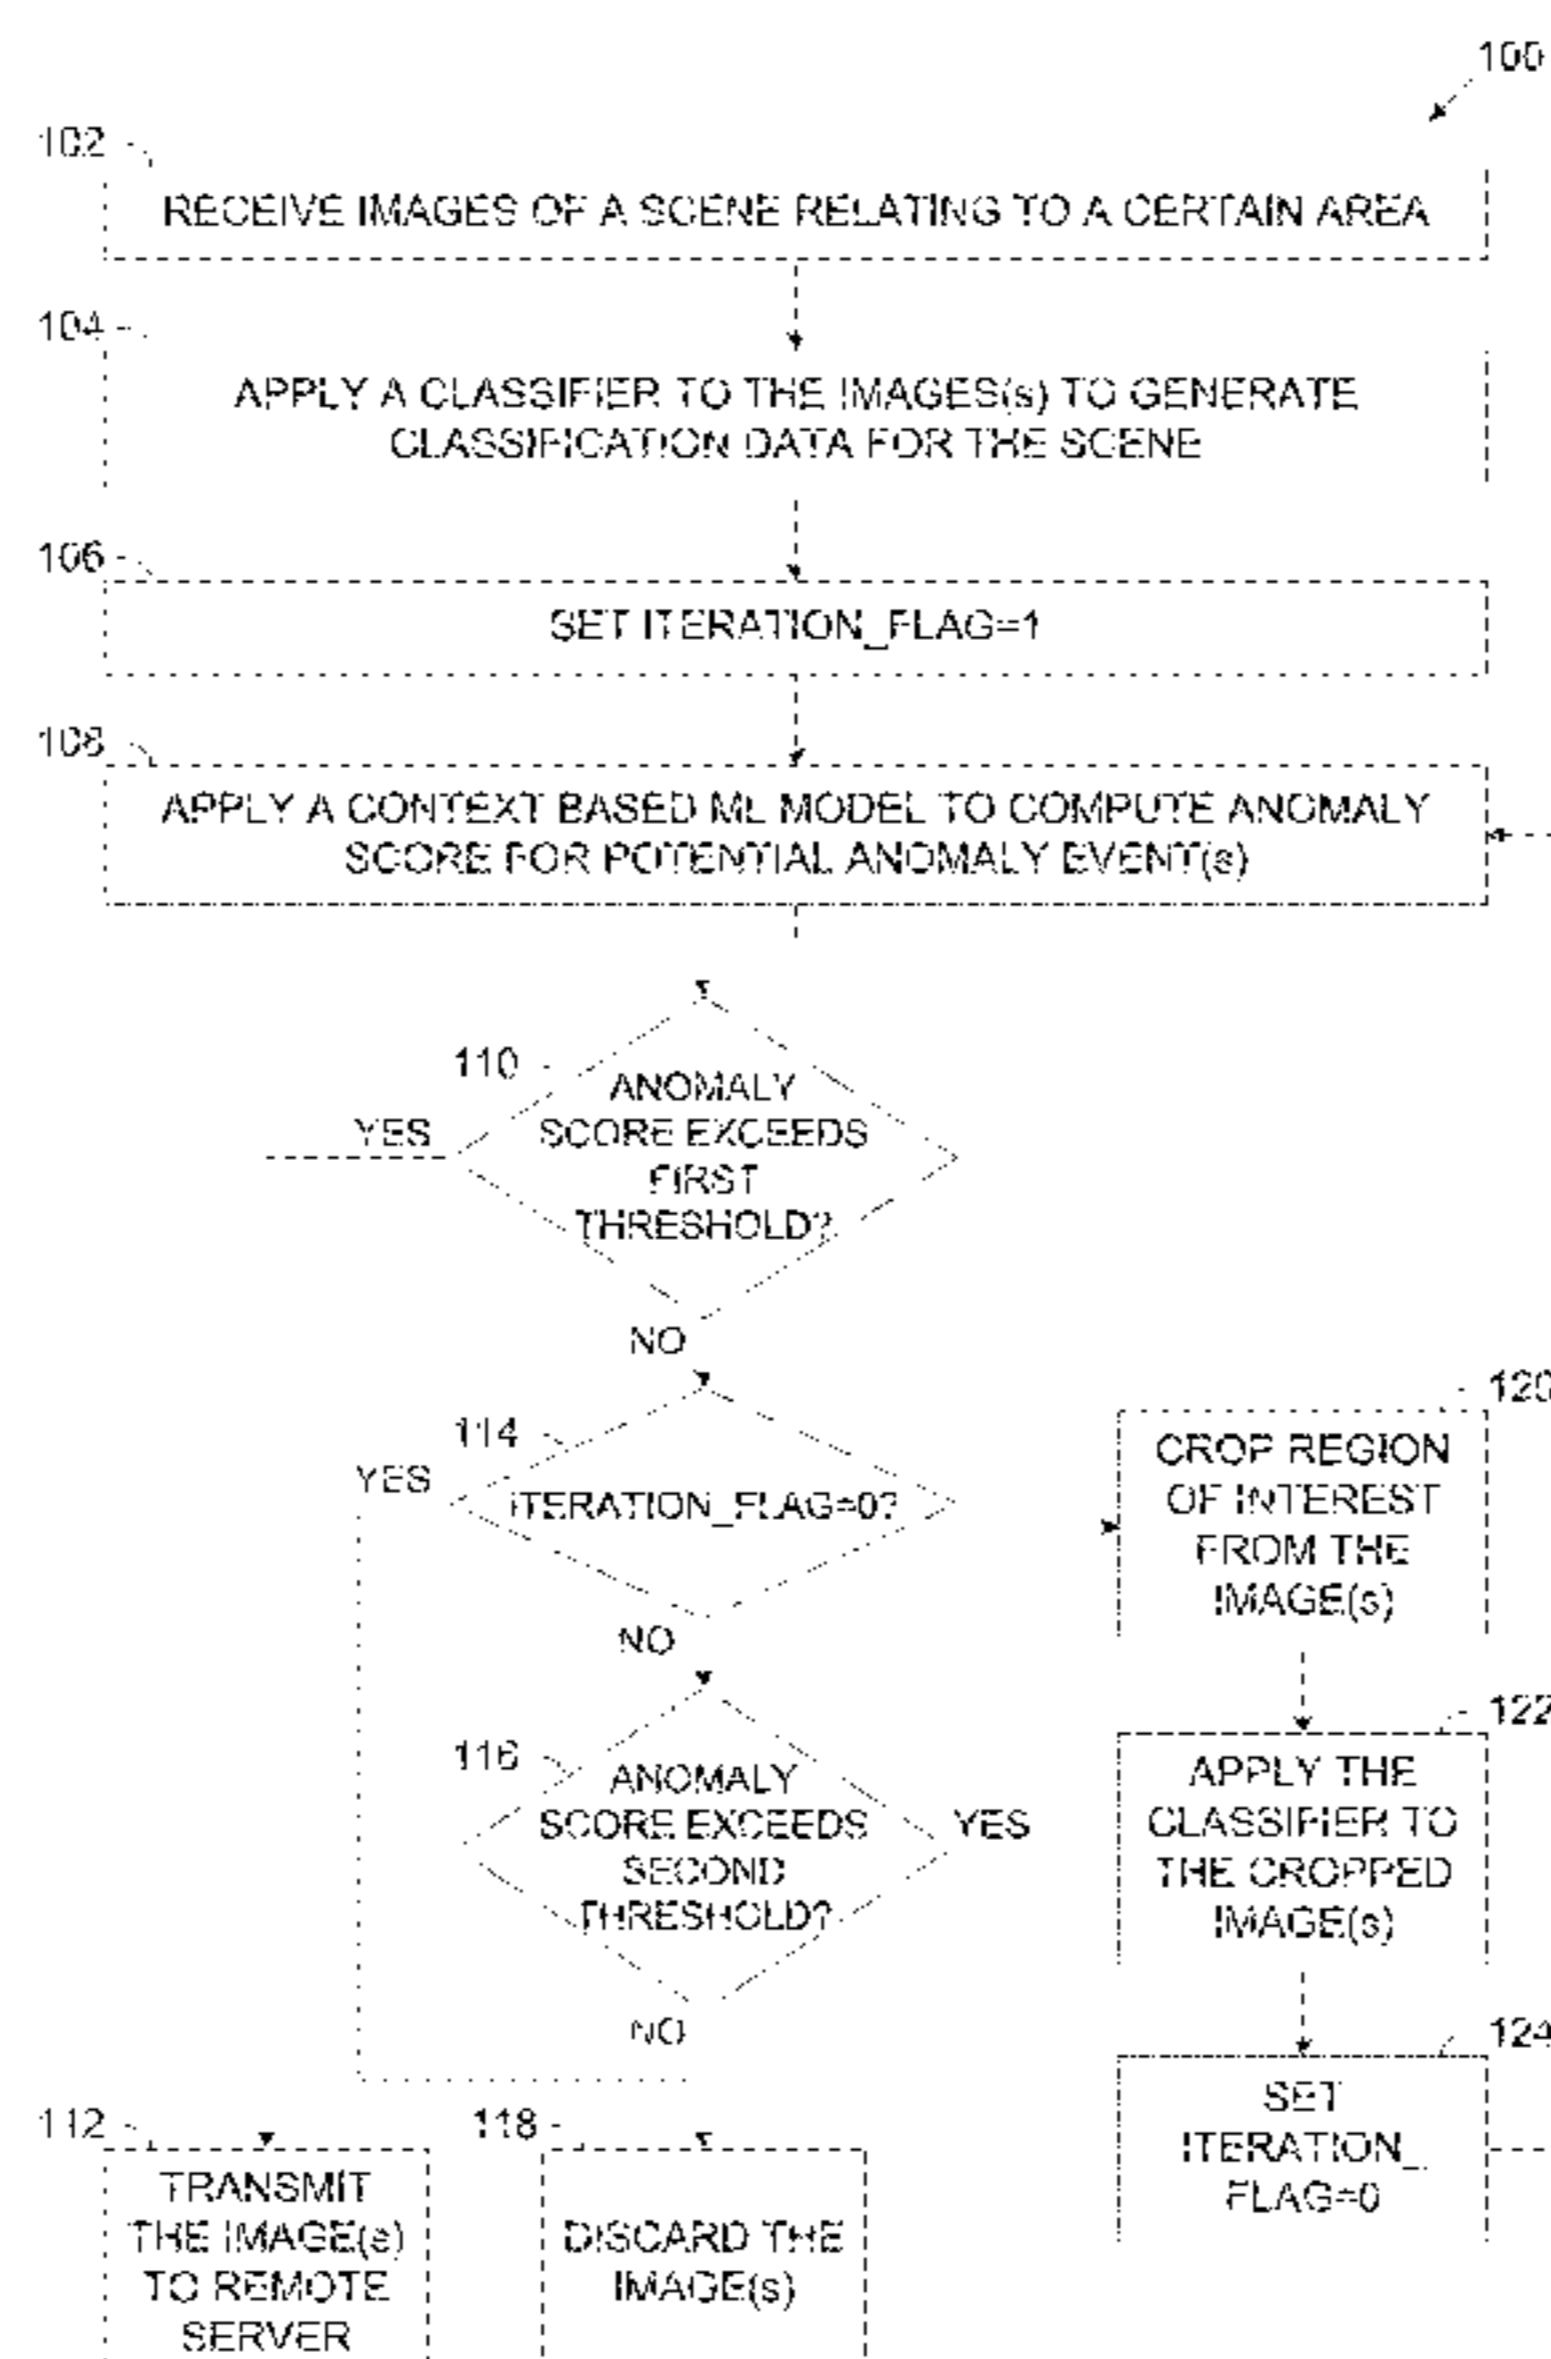 100
102
RECEIVE IMAGES OF A SCENE RELATING TO A CERTAIN AREA
104
APPLY A CLASSIFIER TO THE IMAGES(s) TO GENERATE
CLASSIFICATION DATA FOR THE SCENE
106
SET ITERATION_FLAG=1
108
APPLY A CONTEXT BASED ML MODEL TO COMPUTE ANOMALY
SCORE FOR POTENTIAL ANOMALY EVENT(s)
110
ANOMALY
SCORE EXCEEDS
FIRST
THRESHOLD?
YES
NO
114
YES
ITERATION_FLAG=0?
NO
116
ANOMALY
SCORE EXCEEDS
SECOND
THRESHOLD?
YES
NO
120
CROP REGION
OF INTEREST
FROM THE
IMAGE(s)
122
APPLY THE
CLASSIFIER TO
THE CROPPED
IMAGE(s)
124
SET
ITERATION_
FLAG=0
112
TRANSMIT
THE IMAGE(s)
TO REMOTE
SERVER
118
DISCARD THE
IMAGE(s)